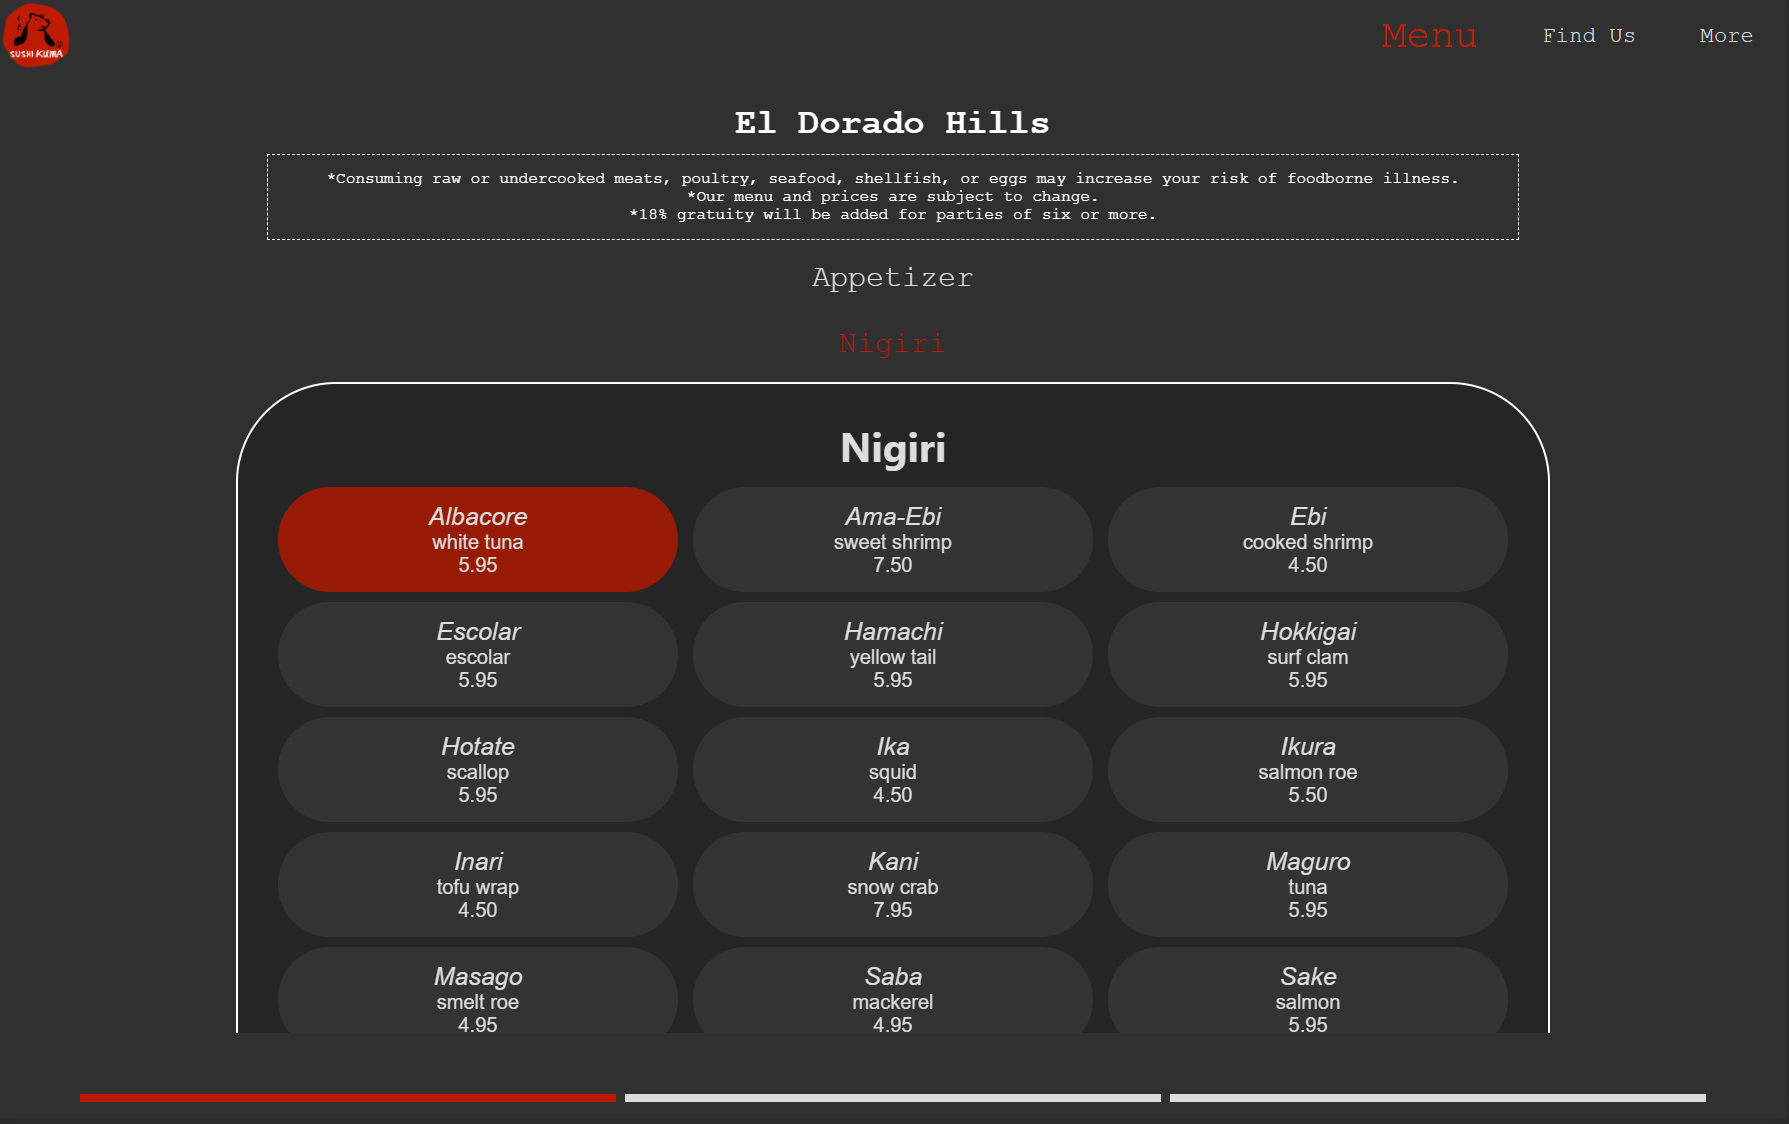 SUSHI KUMA
Menu
Find Us
More
El Dorado Hills
*Consuming raw or undercooked meats, poultry, seafood, shellfish, or eggs may increase your risk of foodborne illness.
*Our menu and prices are subject to change.
*18% gratuity will be added for parties of six or more.
Appetizer
Nigiri
Nigiri
Albacore
white tuna
5.95
Ama-Ebi
sweet shrimp
7.50
Ebi
cooked shrimp
4.50
Escolar
escolar
5.95
Hamachi
yellow tail
5.95
Hokkigai
surf clam
5.95
Hotate
scallop
5.95
Ika
squid
4.50
Ikura
salmon roe
5.50
Inari
tofu wrap
4.50
Kani
snow crab
7.95
Maguro
tuna
5.95
Masago
smelt roe
4.95
Saba
mackerel
4.95
Sake
salmon
5.95